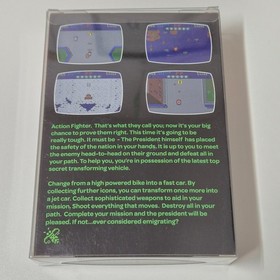 Action Fighter. That's what they call you; now it's your big
chance to prove them right. This time it's going to be
really tough. It must be - The President himself has placed
the safety of the nation in your hands, It is up to you to meet
the enemy head-to-head on their ground and defeat all in
your path. To help you, you're in possession of the latest top
secret transforming vehicle.
Change from a high powered bike into a fast car. By
collecting further icons, you can transform once more into
a jet car. Collect sophisticated weapons to aid in your
mission, Shoot everything that moves. Destroy all in your
path. Complete your mission and the president will be
pleased. If not...ever considered emigrating?